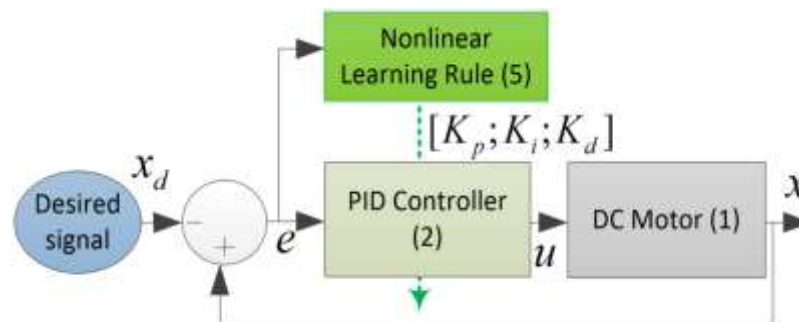 Nonlinear
Learning Rule (5)
[K_p;K_i;K_d]
x_d
Desired
signal
-
+
e
PID Controller
(2)
u
DC Motor (1)
x